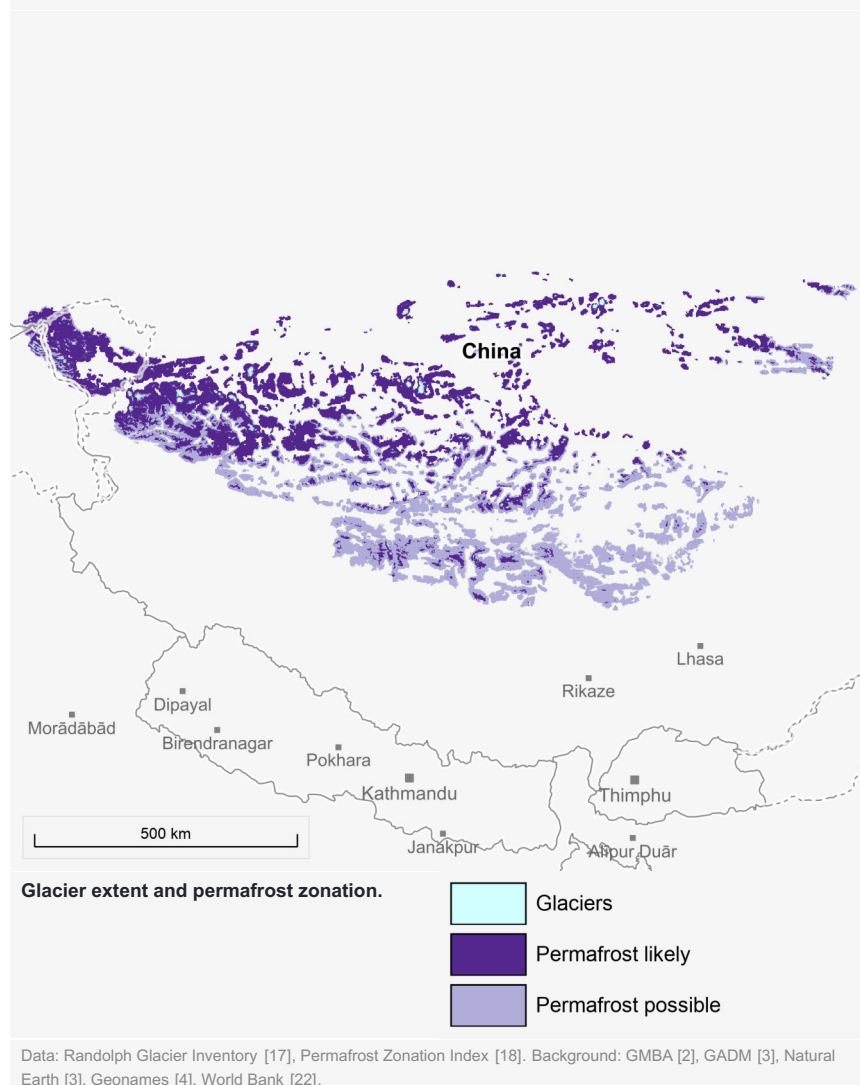 China
Lhasa
Rikaze
Dipayal
Morādābād
Birendranagar
Pokhara
Kathmandu
Thimphu
500 km
Janakpur
Alīpur Duār
Glacier extent and permafrost zonation.
Glaciers
Permafrost likely
Permafrost possible
Data: Randolph Glacier Inventory [17], Permafrost Zonation Index [18]. Background: GMBA [2], GADM [3], Natural
Earth [3], Geonames [4], World Bank [22].